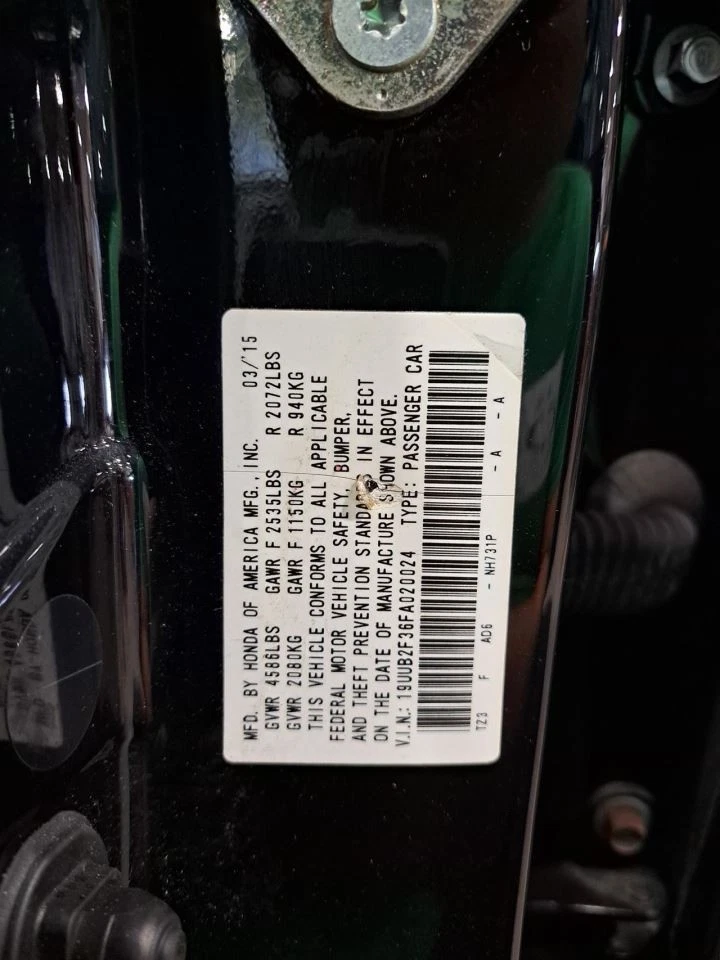 MFD. BY HONDA OF AMERICA MFG., INC. 03/'15
GVWR 4586LBS GAWR F 2535LBS R 2072LBS
GVWR 2080KG GAWR F 1150KG R 940KG
THIS VEHICLE CONFORMS TO ALL APPLICABLE
FEDERAL MOTOR VEHICLE SAFETY, BUMPER,
AND THEFT PREVENTION STANDARDS IN EFFECT
ON THE DATE OF MANUFACTURE SHOWN ABOVE.
V.I.N.: 19UUB2F36FA020024 TYPE: PASSENGER CAR
TZ3 F AD6 - NH731P - A - A